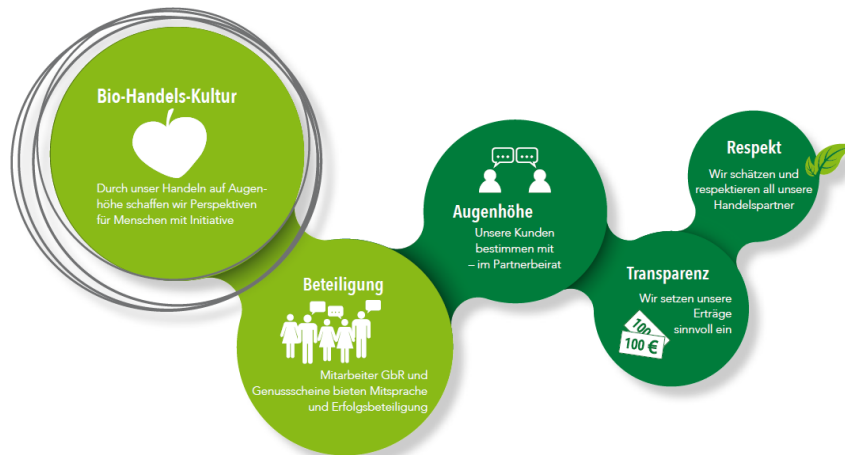 Bio-Handels-Kultur
Durch unser Handeln auf Augen-
höhe schaffen wir Perspektiven
für Menschen mit Initiative
Beteiligung
Mitarbeiter GbR und
Genussscheine bieten Mitsprache
und Erfolgsbeteiligung
Augenhöhe
Unsere Kunden
bestimmen mit
– im Partnerbeirat
Transparenz
Wir setzen unsere
Erträge
sinnvoll ein
100
100 €
Respekt
Wir schätzen und
respektieren all unsere
Handelspartner